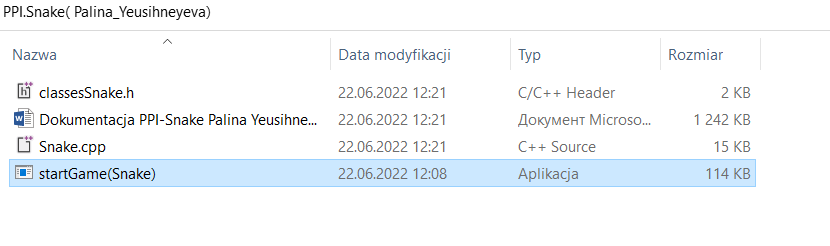 PPI.Snake( Palina_Yeusihneyeva)
Nazwa Data modyfikacji Typ Rozmiar
classesSnake.h 22.06.2022 12:21 C/C++ Header 2 KB
Dokumentacja PPI-Snake Palina Yeusihne... 22.06.2022 12:21 Документ Microso... 1 242 KB
Snake.cpp 22.06.2022 12:21 C++ Source 15 KB
startGame(Snake) 22.06.2022 12:08 Aplikacja 114 KB